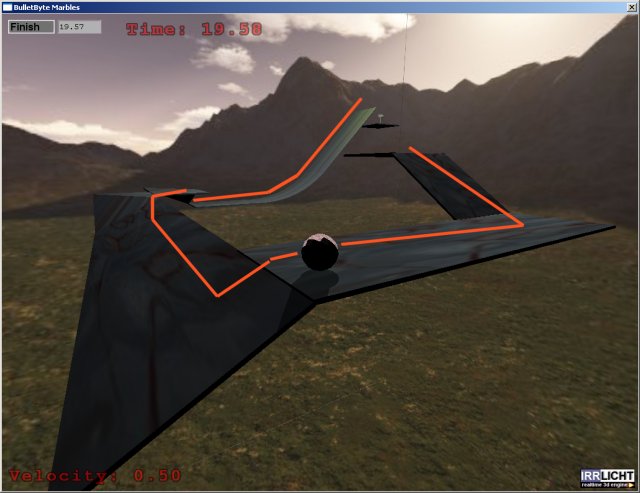 BulletByte Marbles
Finish 19.57
Time: 19.58
Velocity: 0.50
IRRLICHT
realtime 3d engine